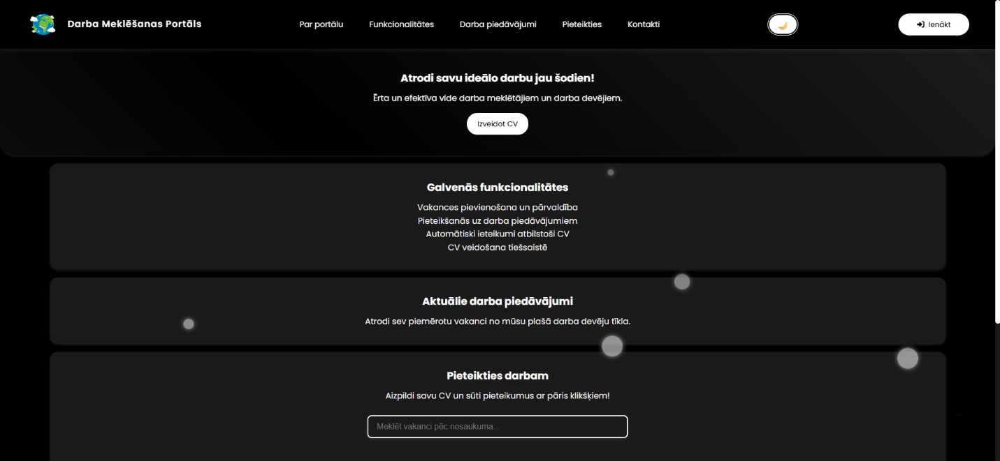 Darba Meklēšanas Portāls
Par portālu
Funkcionalitātes
Darba piedāvājumi
Pieteikties
Kontakti
Ienākt
Atrodi savu ideālo darbu jau šodien!
Ērta un efektīva vide darba meklētājiem un darba devējiem.
Izveidot CV
Galvenās funkcionalitātes
Vakances pievienošana un pārvaldība
Pieteikšanās uz darba piedāvājumiem
Automātiski ieteikumi atbilstoši CV
CV veidošana tiešsaistē
Aktuālie darba piedāvājumi
Atrodi sev piemērotu vakanci no mūsu plašā darba devēju tīkla.
Pieteikties darbam
Aizpildi savu CV un sūti pieteikumus ar pāris klikšķiem!
Meklēt vakanci pēc nosaukuma...